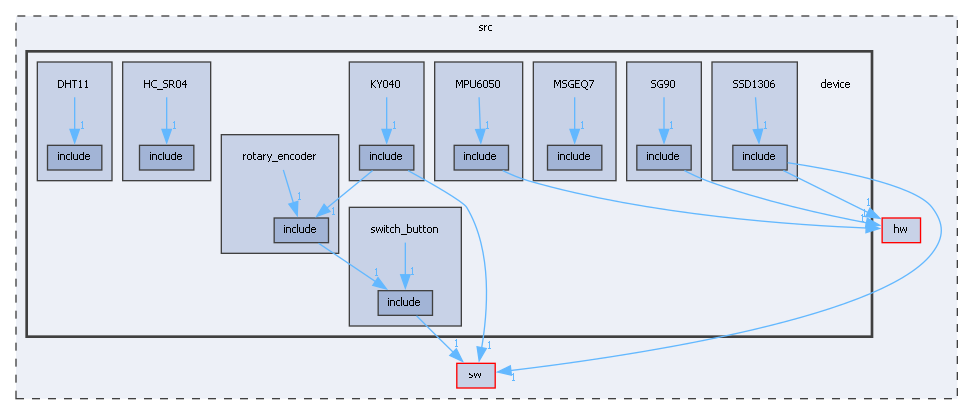 src
DHT11
HC_SR04
KY040
MPU6050
MSGEQ7
SG90
SSD1306
device
1
1
1
1
1
1
1
include
include
include
include
include
include
include
rotary_encoder
1
1
include
1
1
1
hw
switch_button
1
1
include
1
1
sw
1